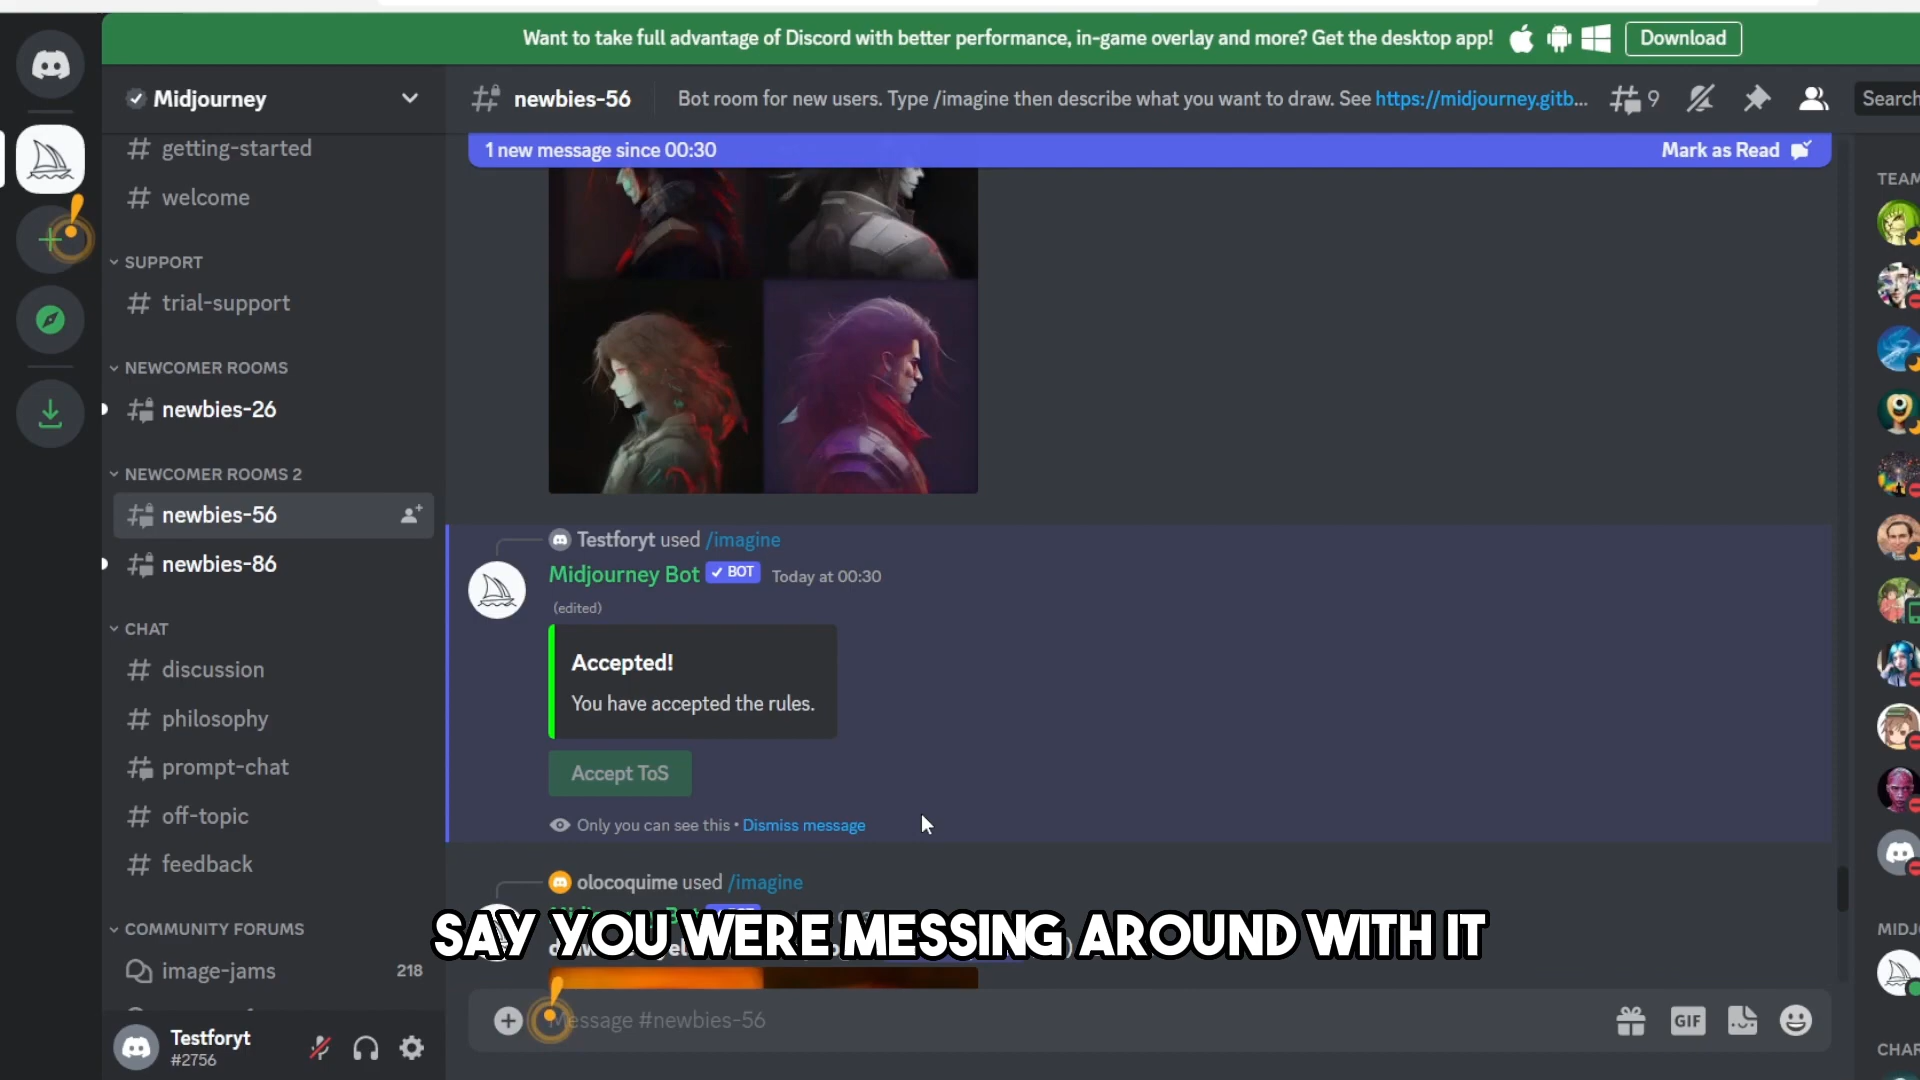 Want to take full advantage of Discord with better performance, in-game overlay and more? Get the desktop app!
Download
Midjourney
newbies-56
Bot room for new users. Type /imagine then describe what you want to draw. See https://midjourney.gitb...
9
Search
1 new message since 00:30
Mark as Read
getting-started
welcome
SUPPORT
trial-support
NEWCOMER ROOMS
newbies-26
NEWCOMER ROOMS 2
newbies-56
newbies-86
CHAT
discussion
philosophy
prompt-chat
off-topic
feedback
COMMUNITY FORUMS
image-jams
218
Testforyt
#2756
Testforyt used /imagine
Midjourney Bot
BOT
Today at 00:30
(edited)
Accepted!
You have accepted the rules.
Accept ToS
Only you can see this • Dismiss message
olocoquime used /imagine
SAY YOU WERE MESSING AROUND WITH IT
Message #newbies-56
GIF
TEAM
MIDJ
CHAR